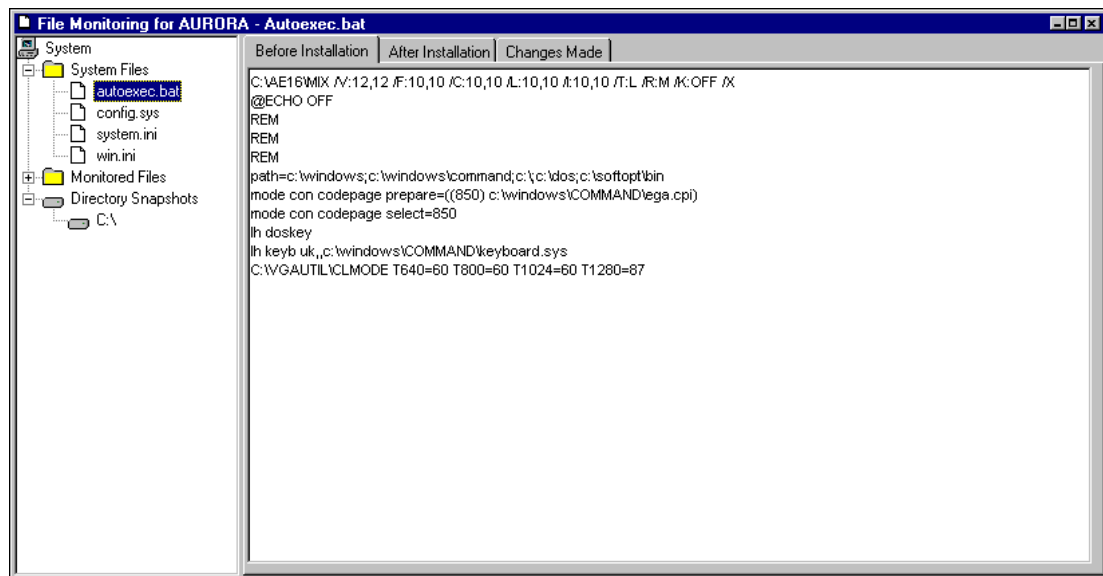 File Monitoring for AURORA - Autoexec.bat
System
System Files
autoexec.bat
config.sys
system.ini
win.ini
Monitored Files
Directory Snapshots
C:\
Before Installation
After Installation
Changes Made
C:\AE16\MIX /V:12,12 /F:10,10 /C:10,10 /L:10,10 /I:10,10 /T:L /R:M /K:OFF /X
@ECHO OFF
REM
REM
REM
path=c:\windows;c:\windows\command;c:\;c:\dos;c:\softopt\bin
mode con codepage prepare=((850) c:\windows\COMMAND\ega.cpi)
mode con codepage select=850
lh doskey
lh keyb uk,,c:\windows\COMMAND\keyboard.sys
C:\VGAUTIL\CLMODE T640=60 T800=60 T1024=60 T1280=87